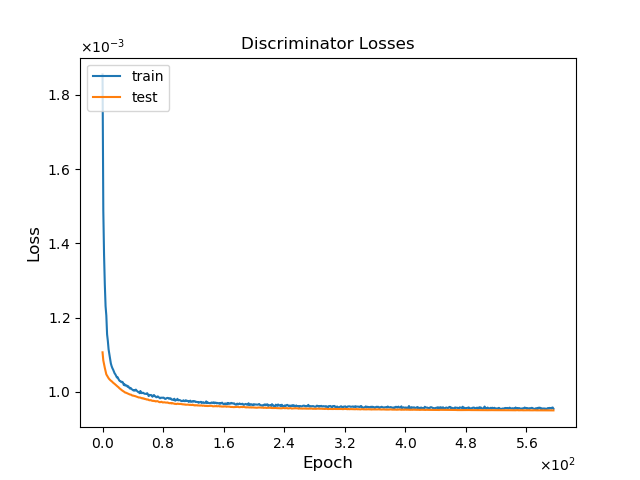 Discriminator Losses
×10⁻³
train
test
1.8
1.6
1.4
1.2
1.0
Loss
0.0 0.8 1.6 2.4 3.2 4.0 4.8 5.6
Epoch
×10²